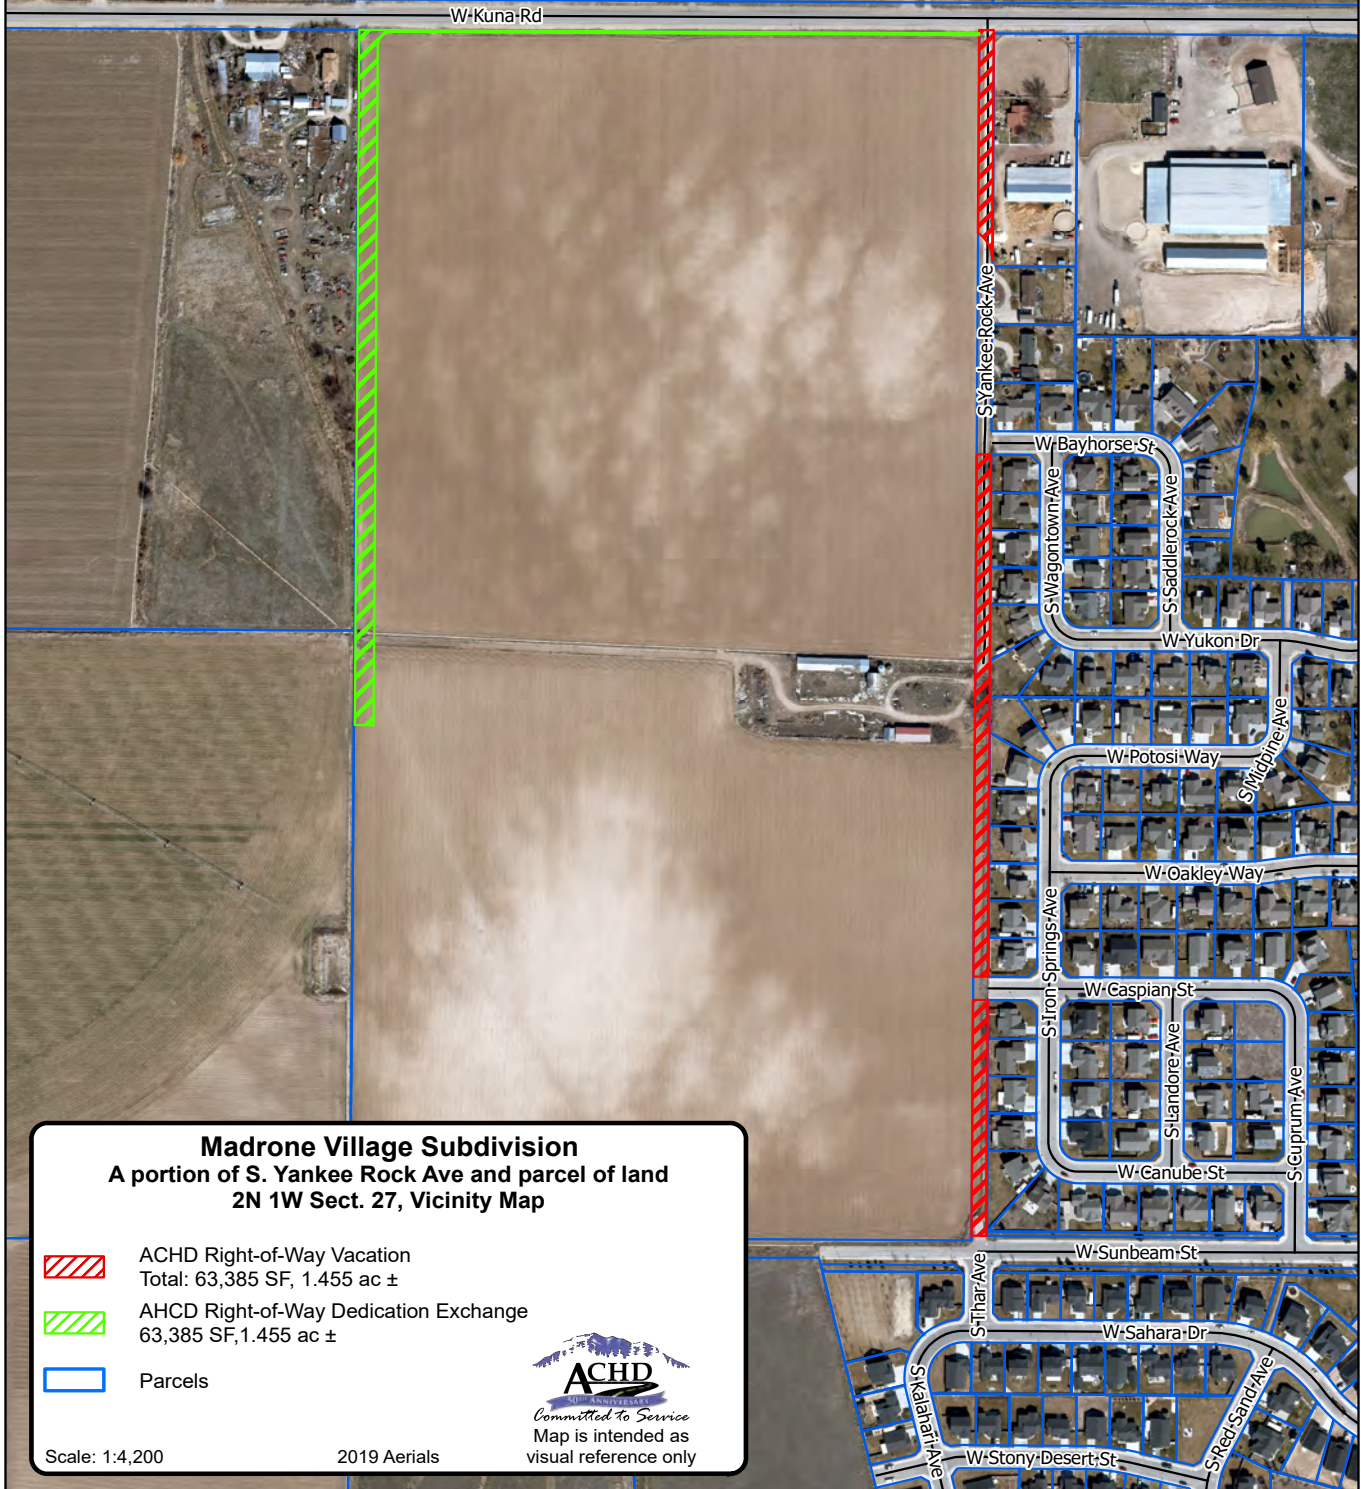 W Kuna Rd
S Yankee Rock Ave
W Bayhorse St
S Wagontown Ave
S Saddlerock Ave
W Yukon Dr
S Midpine Ave
W Potosi Way
W Oakley Way
S Iron Springs Ave
W Caspian St
S Landore Ave
S Cuprum Ave
W Canube St
W Sunbeam St
S Thar Ave
W Sahara Dr
S Kalahari Ave
S Red Sand Ave
W Stony Desert St
Madrone Village Subdivision
A portion of S. Yankee Rock Ave and parcel of land
2N 1W Sect. 27, Vicinity Map
ACHD Right-of-Way Vacation
Total: 63,385 SF, 1.455 ac ±
AHCD Right-of-Way Dedication Exchange
63,385 SF,1.455 ac ±
Parcels
ACHD
50TH ANNIVERSARY
Committed to Service
Map is intended as
visual reference only
Scale: 1:4,200
2019 Aerials